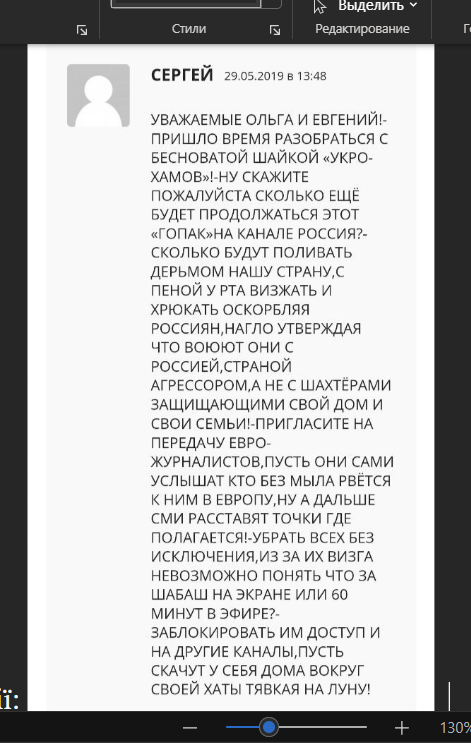 Выделить
Стили
Редактирование
СЕРГЕЙ 29.05.2019 в 13:48
УВАЖАЕМЫЕ ОЛЬГА И ЕВГЕНИЙ!-
ПРИШЛО ВРЕМЯ РАЗОБРАТЬСЯ С
БЕСНОВАТОЙ ШАЙКОЙ «УКРО-
ХАМОВ»!-НУ СКАЖИТЕ
ПОЖАЛУЙСТА СКОЛЬКО ЕЩЁ
БУДЕТ ПРОДОЛЖАТЬСЯ ЭТОТ
«ГОПАК»НА КАНАЛЕ РОССИЯ?-
СКОЛЬКО БУДУТ ПОЛИВАТЬ
ДЕРЬМОМ НАШУ СТРАНУ,С
ПЕНОЙ У РТА ВИЗЖАТЬ И
ХРЮКАТЬ ОСКОРБЛЯЯ
РОССИЯН,НАГЛО УТВЕРЖДАЯ
ЧТО ВОЮЮТ ОНИ С
РОССИЕЙ,СТРАНОЙ
АГРЕССОРОМ,А НЕ С ШАХТЁРАМИ
ЗАЩИЩАЮЩИМИ СВОЙ ДОМ И
СВОИ СЕМЬИ!-ПРИГЛАСИТЕ НА
ПЕРЕДАЧУ ЕВРО-
ЖУРНАЛИСТОВ,ПУСТЬ ОНИ САМИ
УСЛЫШАТ КТО БЕЗ МЫЛА РВЁТСЯ
К НИМ В ЕВРОПУ,НУ А ДАЛЬШЕ
СМИ РАССТАВЯТ ТОЧКИ ГДЕ
ПОЛАГАЕТСЯ!-УБРАТЬ ВСЕХ БЕЗ
ИСКЛЮЧЕНИЯ,ИЗ ЗА ИХ ВИЗГА
НЕВОЗМОЖНО ПОНЯТЬ ЧТО ЗА
ШАБАШ НА ЭКРАНЕ ИЛИ 60
МИНУТ В ЭФИРЕ?-
ЗАБЛОКИРОВАТЬ ИМ ДОСТУП И
НА ДРУГИЕ КАНАЛЫ,ПУСТЬ
СКАЧУТ У СЕБЯ ДОМА ВОКРУГ
СВОЕЙ ХАТЫ ТЯВКАЯ НА ЛУНУ!
130%